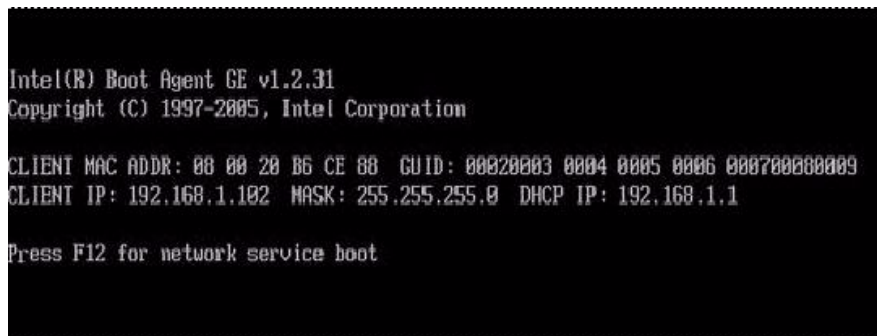 Intel(R) Boot Agent GE v1.2.31
Copyright (C) 1997-2005, Intel Corporation
CLIENT MAC ADDR: 08 00 20 B6 CE 88 GUID: 00020003 0004 0005 0006 000700080009
CLIENT IP: 192.168.1.102 MASK: 255.255.255.0 DHCP IP: 192.168.1.1
Press F12 for network service boot